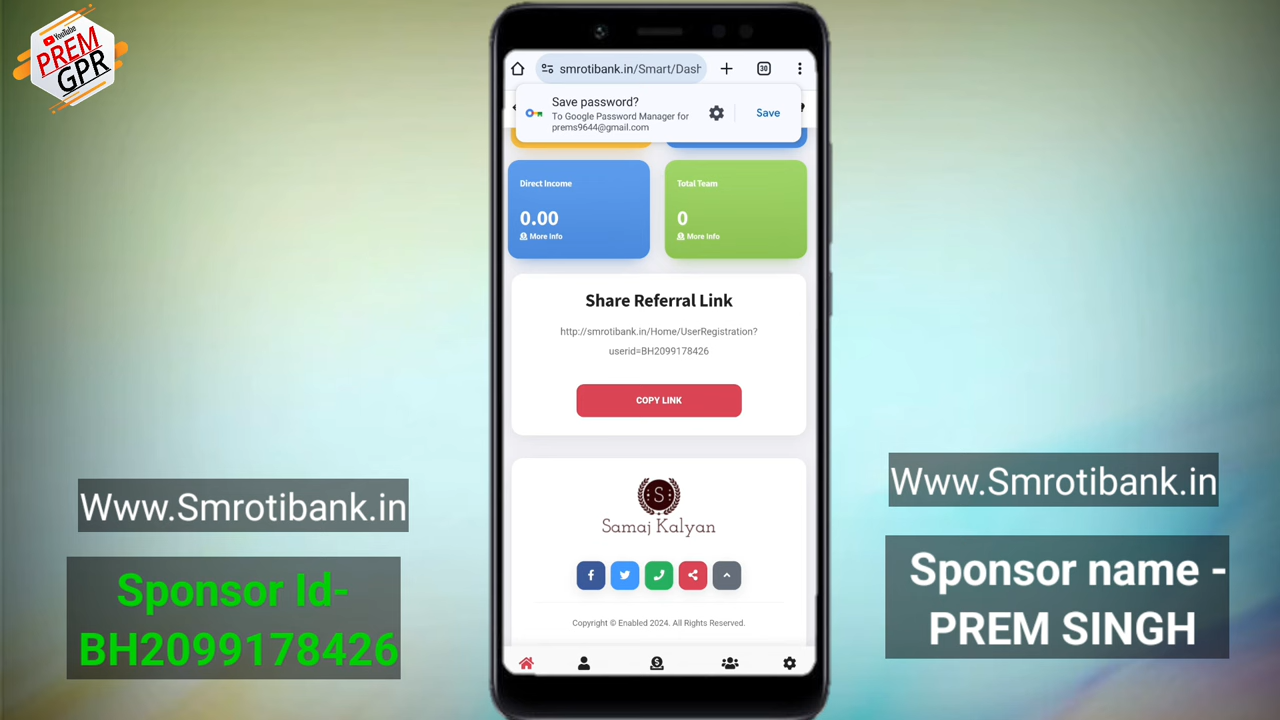 YouTube
PREM
GPR
smrotibank.in/Smart/Dash
30
Save password?
To Google Password Manager for
prems9644@gmail.com
Save
Direct Income
0.00
More Info
Total Team
0
More Info
Share Referral Link
http://smrotibank.in/Home/UserRegistration?
userid=BH2099178426
COPY LINK
S
Samaj Kalyan
Copyright © Enabled 2024. All Rights Reserved.
Www.Smrotibank.in
Sponsor Id-
BH2099178426
Www.Smrotibank.in
Sponsor name -
PREM SINGH